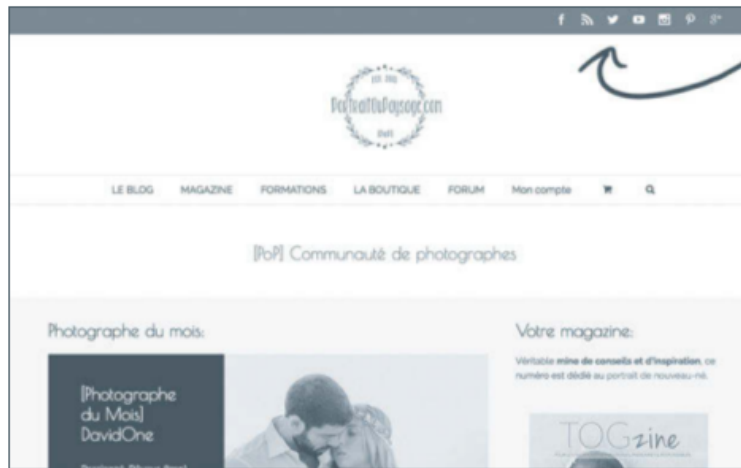 PortraitOuPaysage.com
LE BLOG MAGAZINE FORMATIONS LA BOUTIQUE FORUM Mon compte
[PoP] Communauté de photographes
Photographe du mois:
Votre magazine:
Véritable mine de conseils et d'inspiration, ce
numéro est dédié au portrait de nouveau-né.
[Photographe
du Mois]
DavidOne
TOGzine